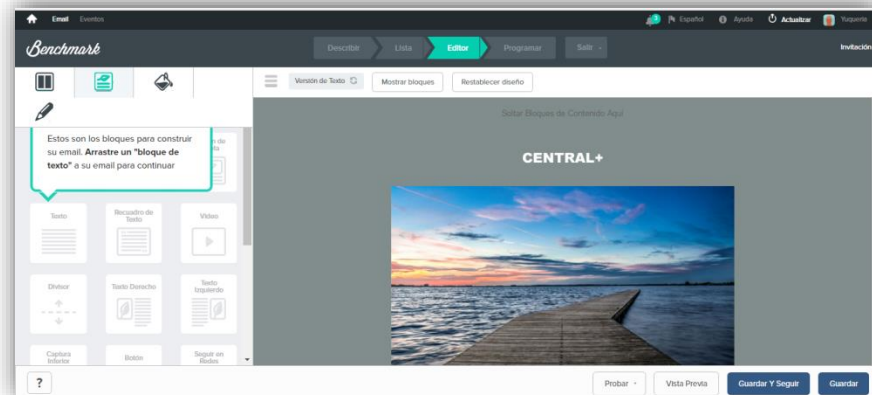 Email Eventos
3 Español Ayuda Actualizar Yuqueria
Benchmark
Describir Lista Editor Programar Salir
Invitación
Versión de Texto Mostrar bloques Restablecer diseño
Soltar Bloques de Contenido Aquí
Estos son los bloques para construir
su email. Arrastre un "bloque de
texto" a su email para continuar
CENTRAL+
Texto
Recuadro de
Texto
Video
Divisor
Texto Derecho
Texto
Izquierdo
Captura
Inferior
Botón
Seguir en
Redes
? Probar Vista Previa Guardar Y Seguir Guardar